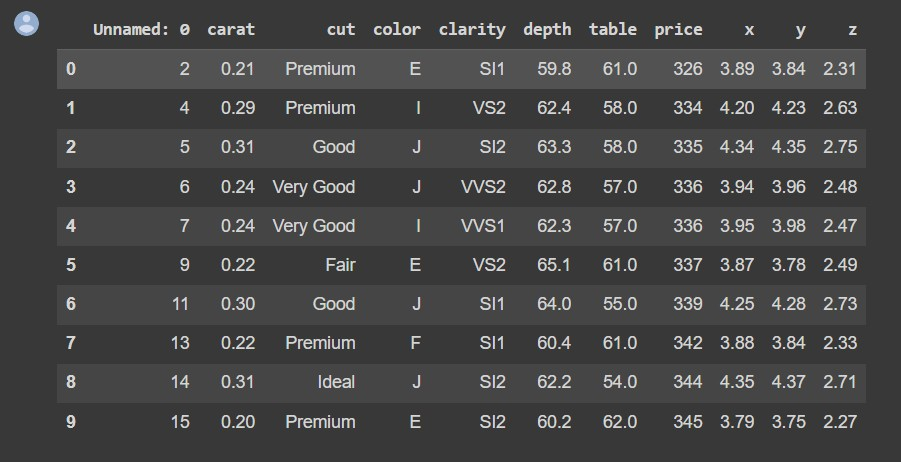 Unnamed: 0 carat cut color clarity depth table price x y z
0 2 0.21 Premium E SI1 59.8 61.0 326 3.89 3.84 2.31
1 4 0.29 Premium I VS2 62.4 58.0 334 4.20 4.23 2.63
2 5 0.31 Good J SI2 63.3 58.0 335 4.34 4.35 2.75
3 6 0.24 Very Good J VVS2 62.8 57.0 336 3.94 3.96 2.48
4 7 0.24 Very Good I VVS1 62.3 57.0 336 3.95 3.98 2.47
5 9 0.22 Fair E VS2 65.1 61.0 337 3.87 3.78 2.49
6 11 0.30 Good J SI1 64.0 55.0 339 4.25 4.28 2.73
7 13 0.22 Premium F SI1 60.4 61.0 342 3.88 3.84 2.33
8 14 0.31 Ideal J SI2 62.2 54.0 344 4.35 4.37 2.71
9 15 0.20 Premium E SI2 60.2 62.0 345 3.79 3.75 2.27